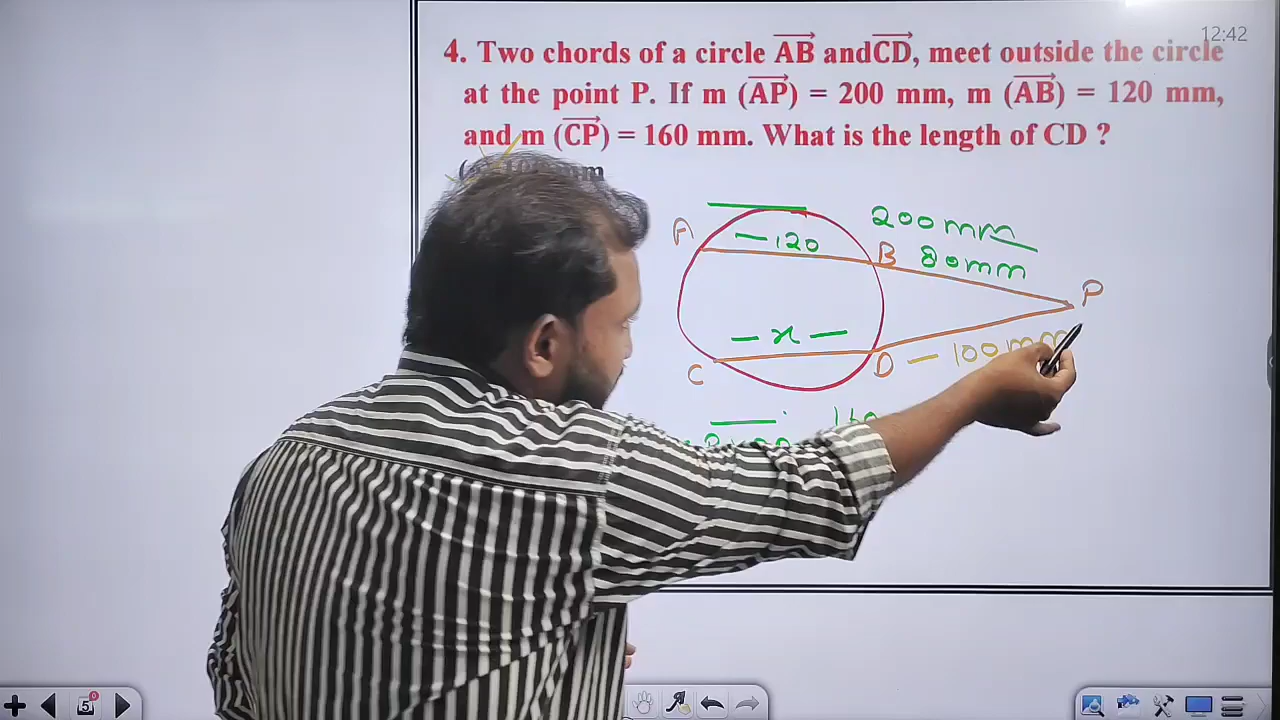 12:42
4. Two chords of a circle AB and CD, meet outside the circle
at the point P. If m (AP) = 200 mm, m (AB) = 120 mm,
and m (CP) = 160 mm. What is the length of CD ?
A
- 120
200mm
B
80mm
P
- x -
C
D
- 100mm
5